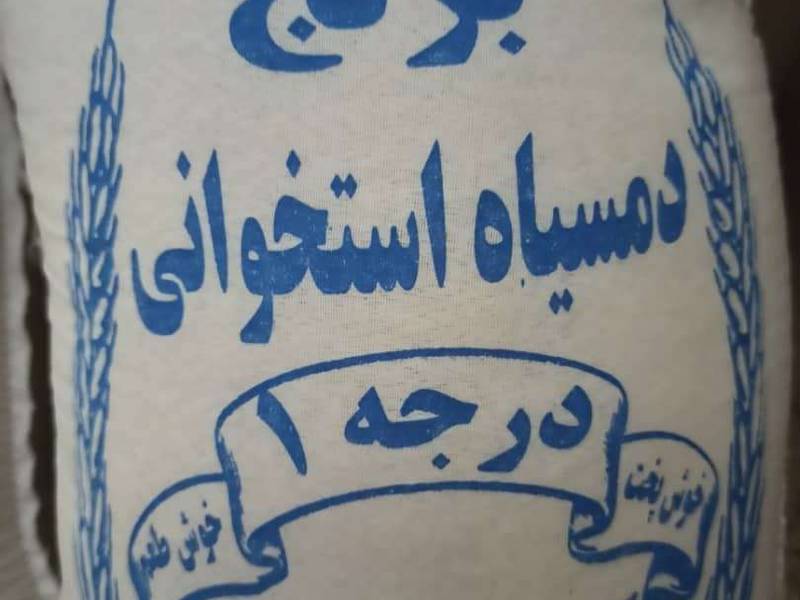 برنج
دمسیاه استخوانی
درجه ۱
خوش پخت
خوش طعم